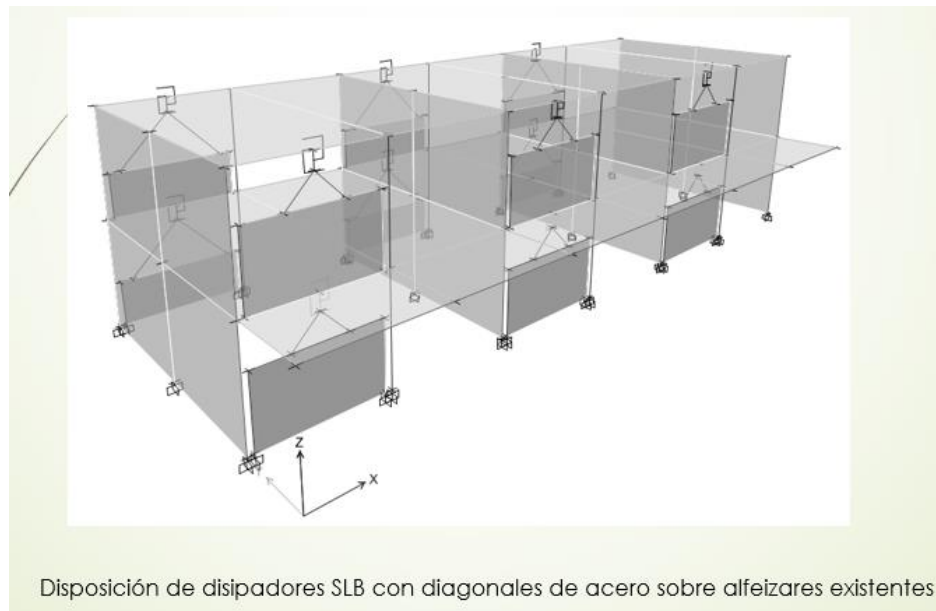 Z
X
Disposición de disipadores SLB con diagonales de acero sobre alfeizares existentes